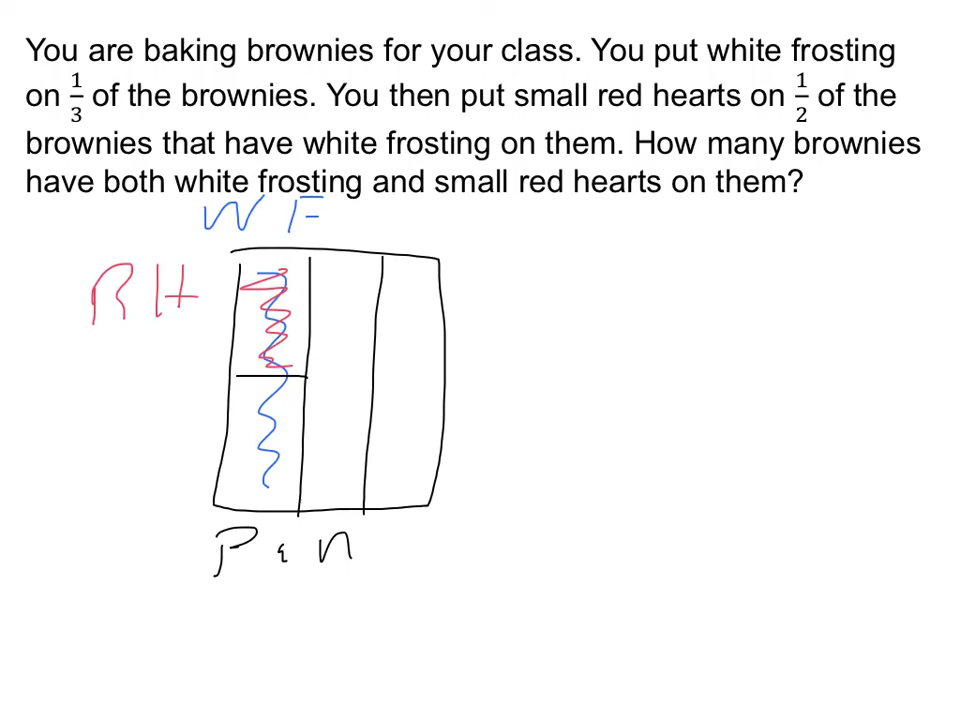 You are baking brownies for your class. You put white frosting
on 1/3 of the brownies. You then put small red hearts on 1/2 of the
brownies that have white frosting on them. How many brownies
have both white frosting and small red hearts on them?
WF
RH
Pan